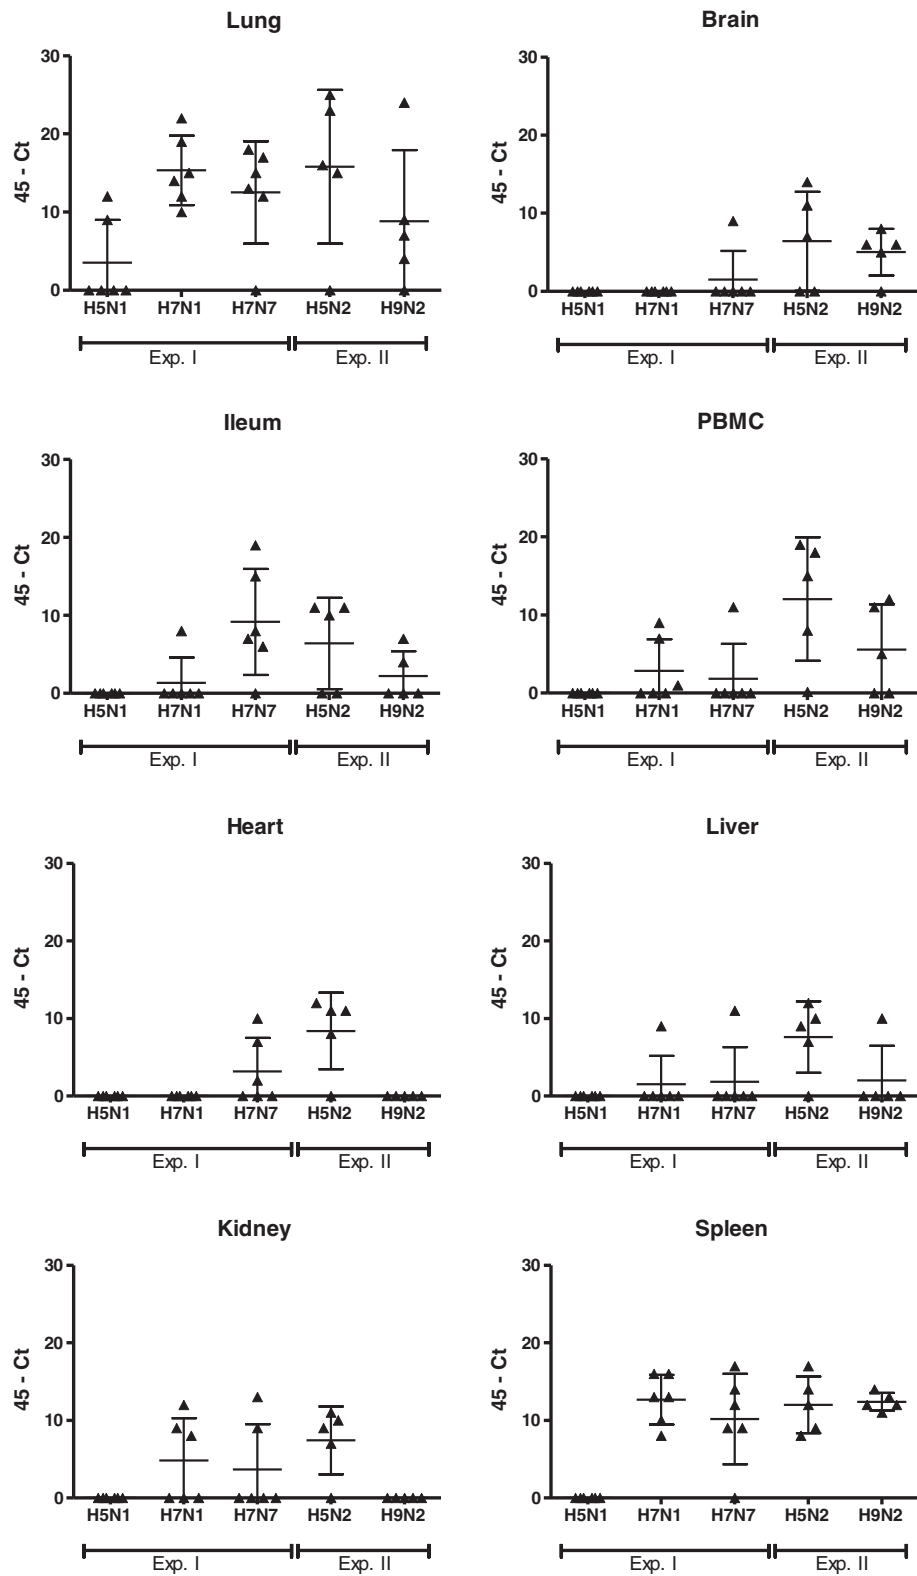 Lung
45 - Ct
30
20
10
0
H5N1 H7N1 H7N7 H5N2 H9N2
Exp. I Exp. II
Brain
45 - Ct
30
20
10
0
H5N1 H7N1 H7N7 H5N2 H9N2
Exp. I Exp. II
Ileum
45 - Ct
30
20
10
0
H5N1 H7N1 H7N7 H5N2 H9N2
Exp. I Exp. II
PBMC
45 - Ct
30
20
10
0
H5N1 H7N1 H7N7 H5N2 H9N2
Exp. I Exp. II
Heart
45 - Ct
30
20
10
0
H5N1 H7N1 H7N7 H5N2 H9N2
Exp. I Exp. II
Liver
45 - Ct
30
20
10
0
H5N1 H7N1 H7N7 H5N2 H9N2
Exp. I Exp. II
Kidney
45 - Ct
30
20
10
0
H5N1 H7N1 H7N7 H5N2 H9N2
Exp. I Exp. II
Spleen
45 - Ct
30
20
10
0
H5N1 H7N1 H7N7 H5N2 H9N2
Exp. I Exp. II